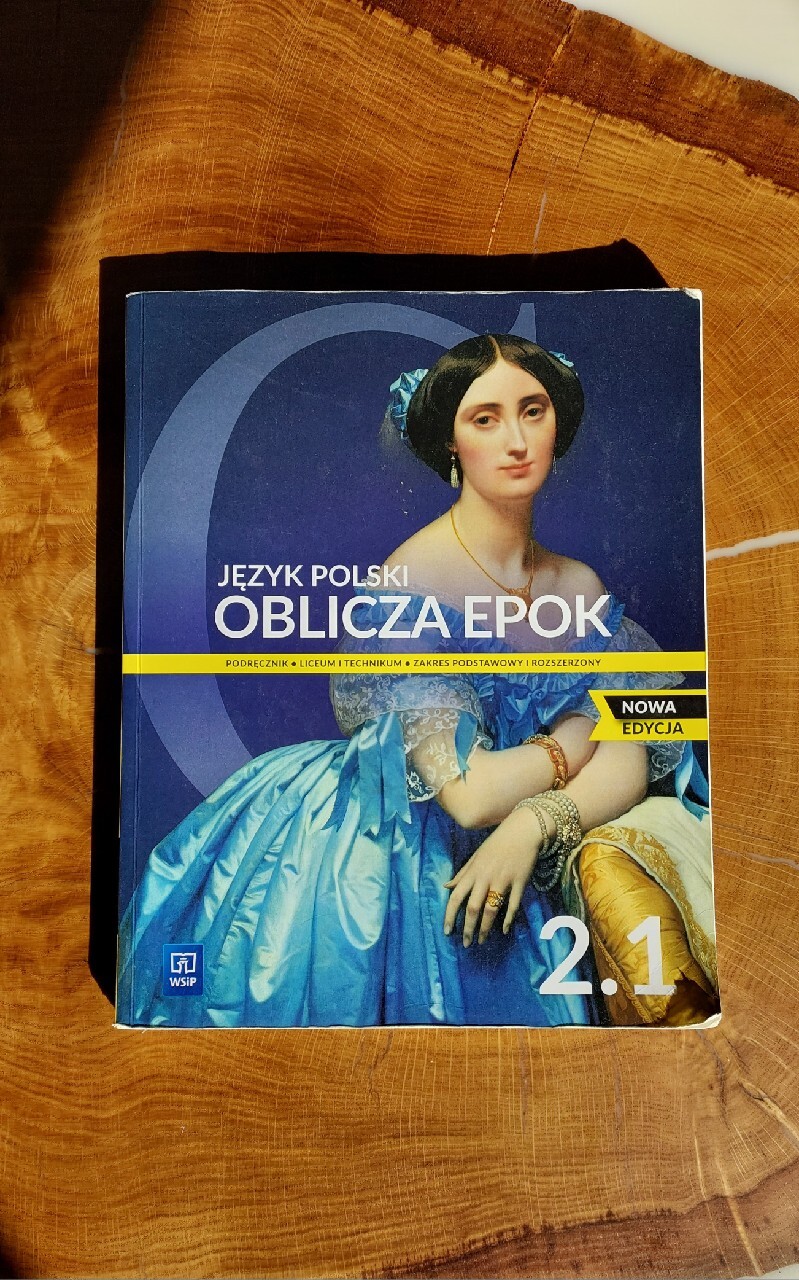 JĘZYK POLSKI
OBLICZA EPOK
PODRĘCZNIK • LICEUM I TECHNIKUM • ZAKRES PODSTAWOWY I ROZSZERZONY
NOWA
EDYCJA
2.1
WSiP